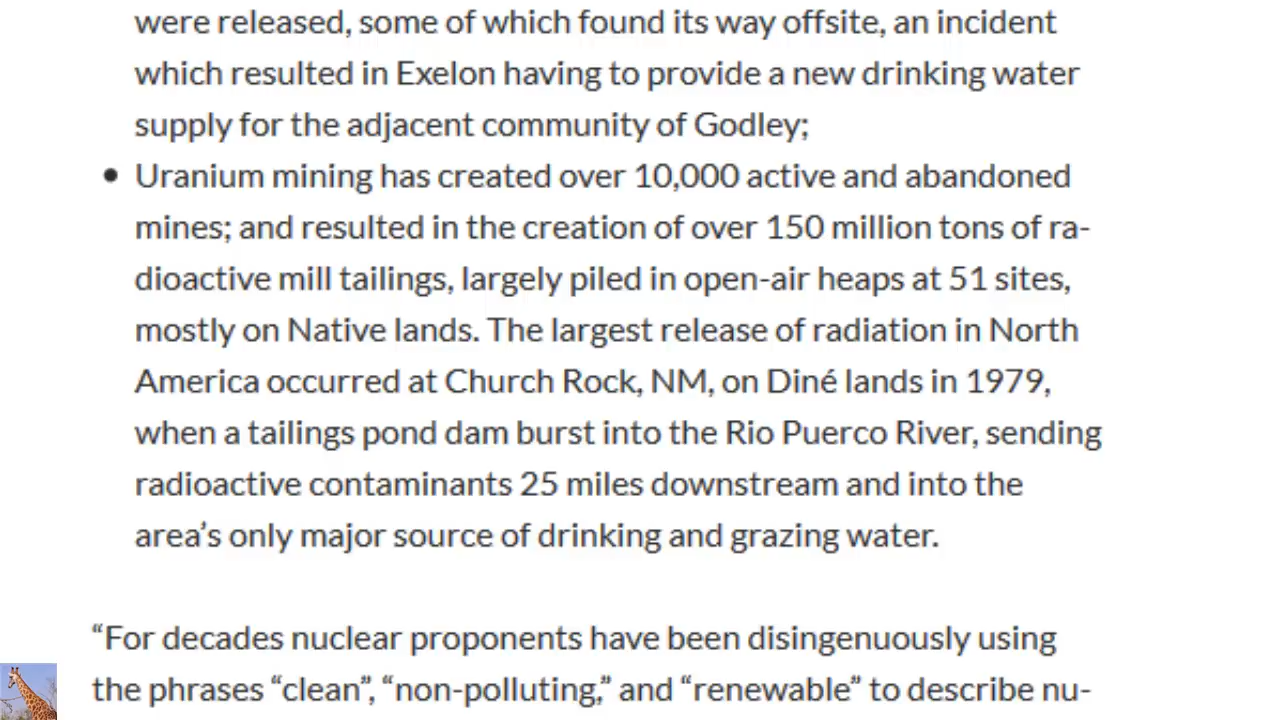 were released, some of which found its way offsite, an incident
which resulted in Exelon having to provide a new drinking water
supply for the adjacent community of Godley;
• Uranium mining has created over 10,000 active and abandoned
mines; and resulted in the creation of over 150 million tons of ra-
dioactive mill tailings, largely piled in open-air heaps at 51 sites,
mostly on Native lands. The largest release of radiation in North
America occurred at Church Rock, NM, on Diné lands in 1979,
when a tailings pond dam burst into the Rio Puerco River, sending
radioactive contaminants 25 miles downstream and into the
area’s only major source of drinking and grazing water.
“For decades nuclear proponents have been disingenuously using
the phrases “clean”, “non-polluting,” and “renewable” to describe nu-